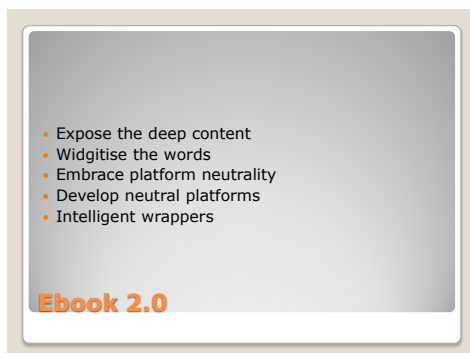 • Expose the deep content
• Widgitise the words
• Embrace platform neutrality
• Develop neutral platforms
• Intelligent wrappers
Ebook 2.0